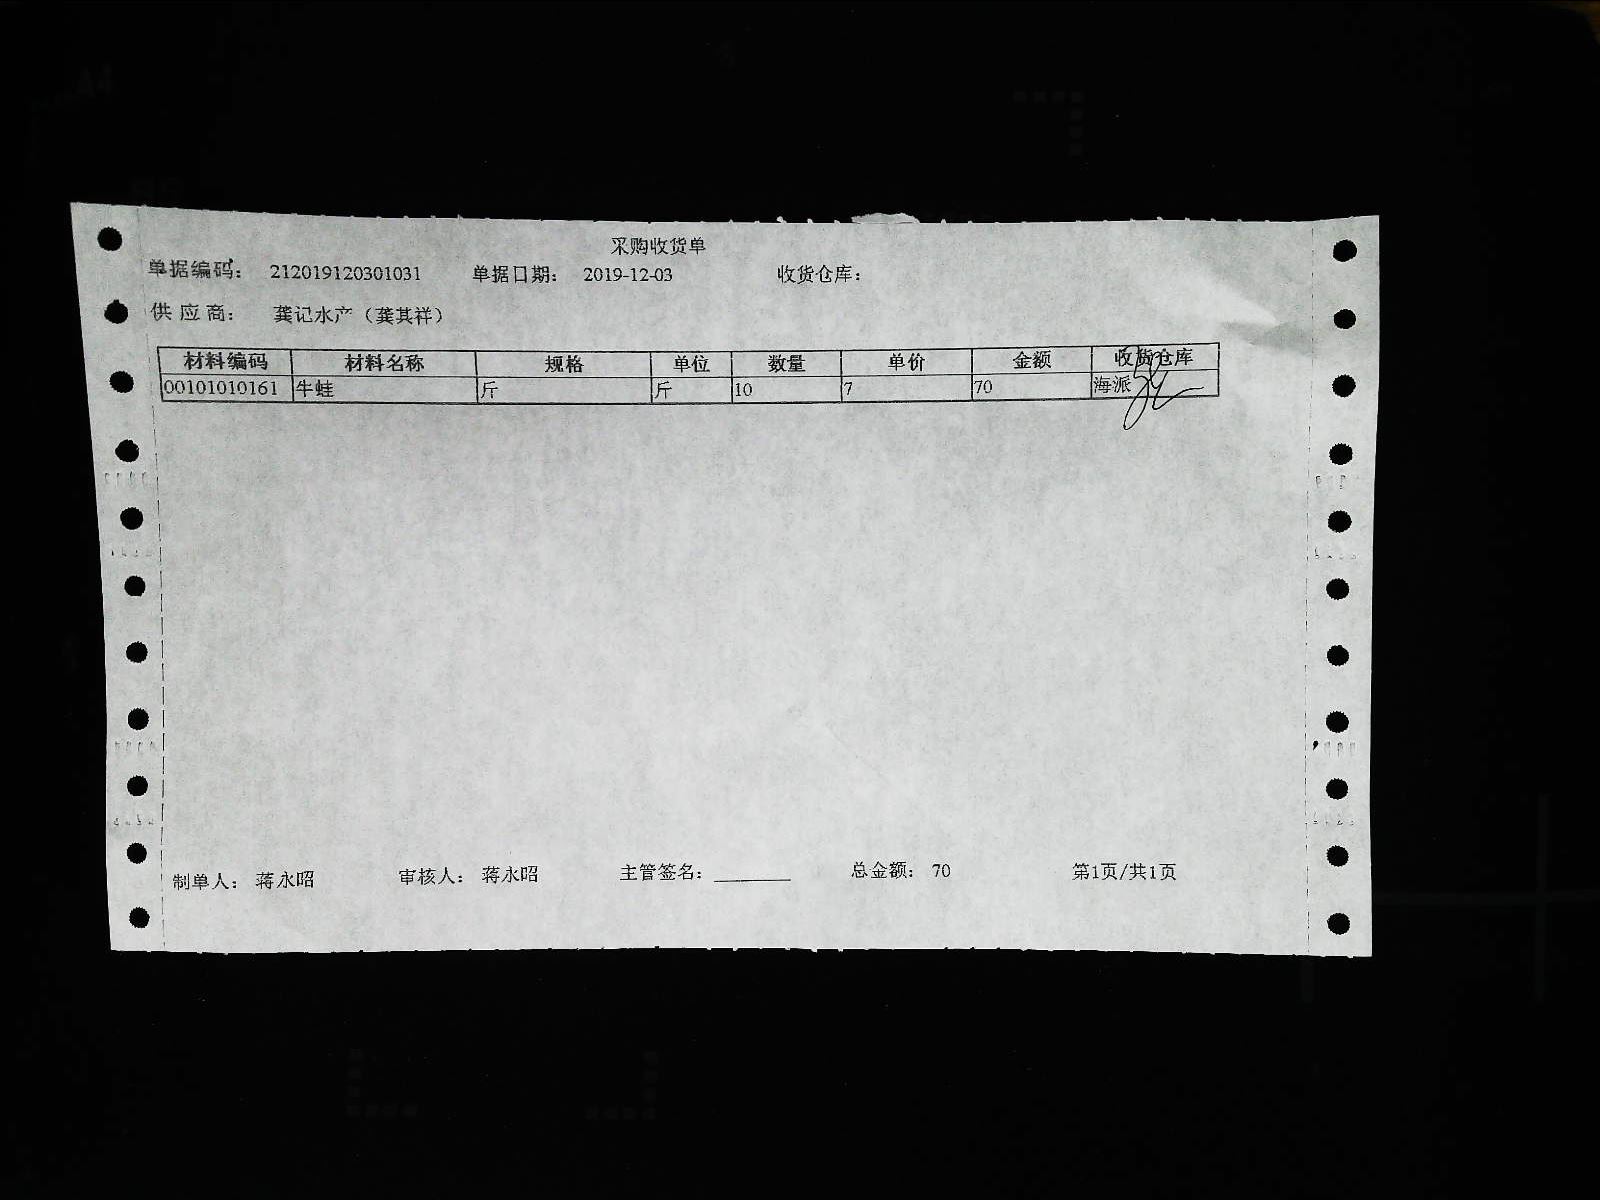 采购收货单
单据编码： 212019120301031 单据日期： 2019-12-03 收货仓库：
供 应 商： 龚记水产（龚其祥）
材料编码 材料名称 规格 单位 数量 单价 金额 收货仓库
00101010161 牛蛙 斤 斤 10 7 70 海派
制单人： 蒋永昭 审核人： 蒋永昭 主管签名：________ 总金额： 70 第1页/共1页